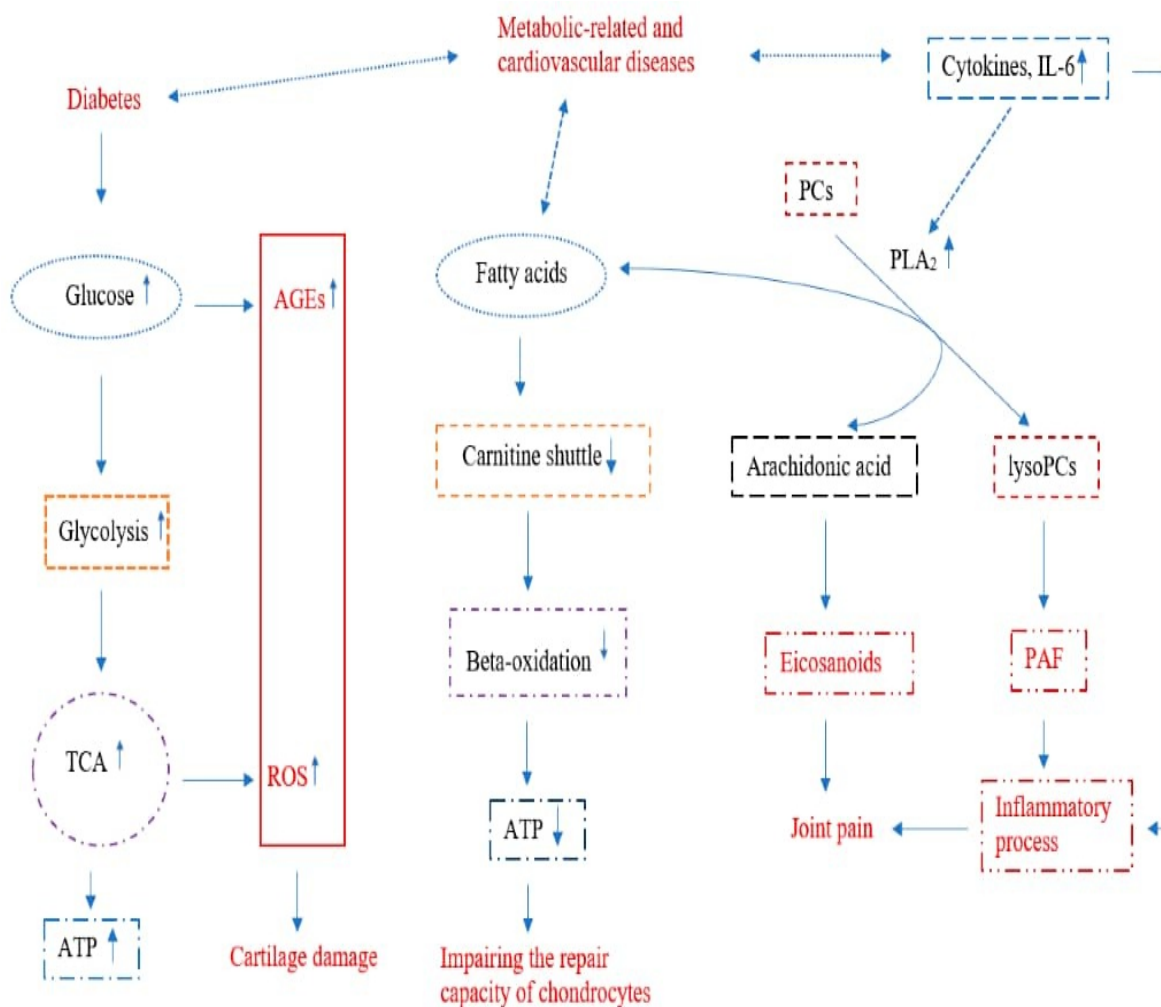 Metabolic-related and
cardiovascular diseases
Cytokines, IL-6
Diabetes
PCs
PLA₂
Glucose
AGEs
Fatty acids
Carnitine shuttle
Arachidonic acid
lysoPCs
Glycolysis
Beta-oxidation
Eicosanoids
PAF
TCA
ROS
ATP
Joint pain
Inflammatory
process
ATP
Cartilage damage
Impairing the repair
capacity of chondrocytes